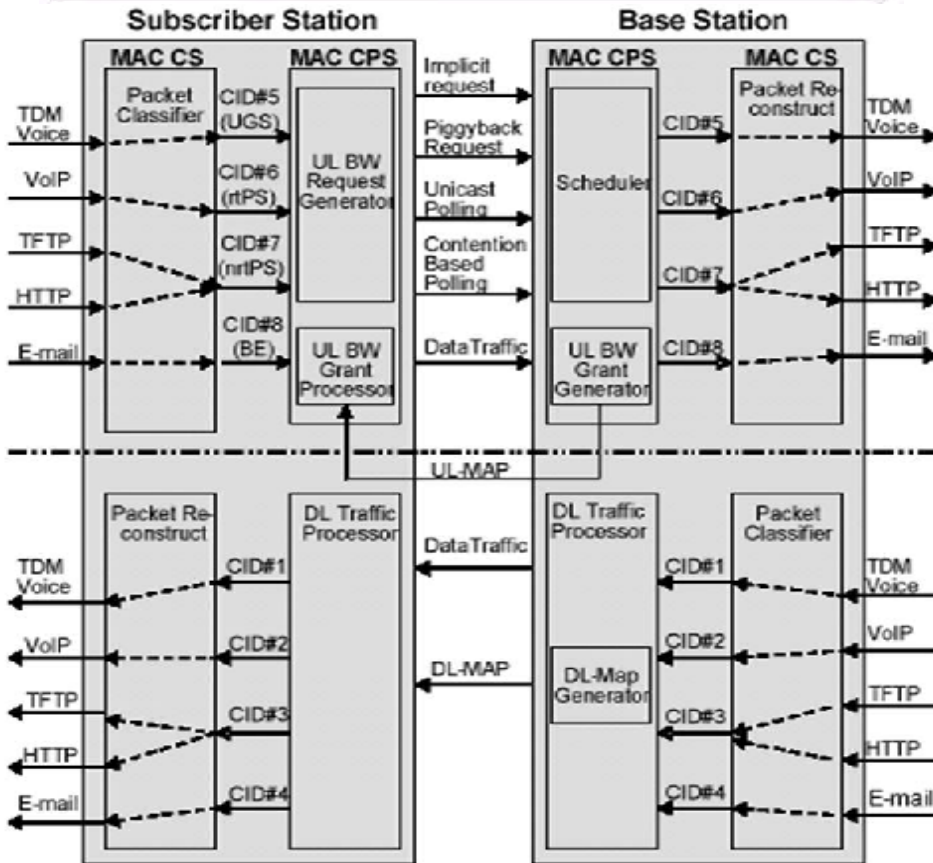 Subscriber Station
Base Station
MAC CS
MAC CPS
MAC CPS
MAC CS
Packet
Classifier
CID#5
(UGS)
CID#6
(rtPS)
CID#7
(nrtPS)
CID#8
(BE)
UL BW
Request
Generator
UL BW
Grant
Processor
TDM
Voice
VoIP
TFTP
HTTP
E-mail
Implicit
request
Piggyback
Request
Unicast
Polling
Contention
Based
Polling
DataTraffic
Scheduler
UL BW
Grant
Generator
CID#5
CID#6
CID#7
CID#8
Packet Re-
construct
TDM
Voice
VoIP
TFTP
HTTP
E-mail
UL-MAP
Packet Re-
construct
DL Traffic
Processor
TDM
Voice
VoIP
TFTP
HTTP
E-mail
CID#1
CID#2
CID#3
CID#4
DataTraffic
DL-MAP
DL Traffic
Processor
DL-Map
Generator
CID#1
CID#2
CID#3
CID#4
Packet
Classifier
TDM
Voice
VoIP
TFTP
HTTP
E-mail